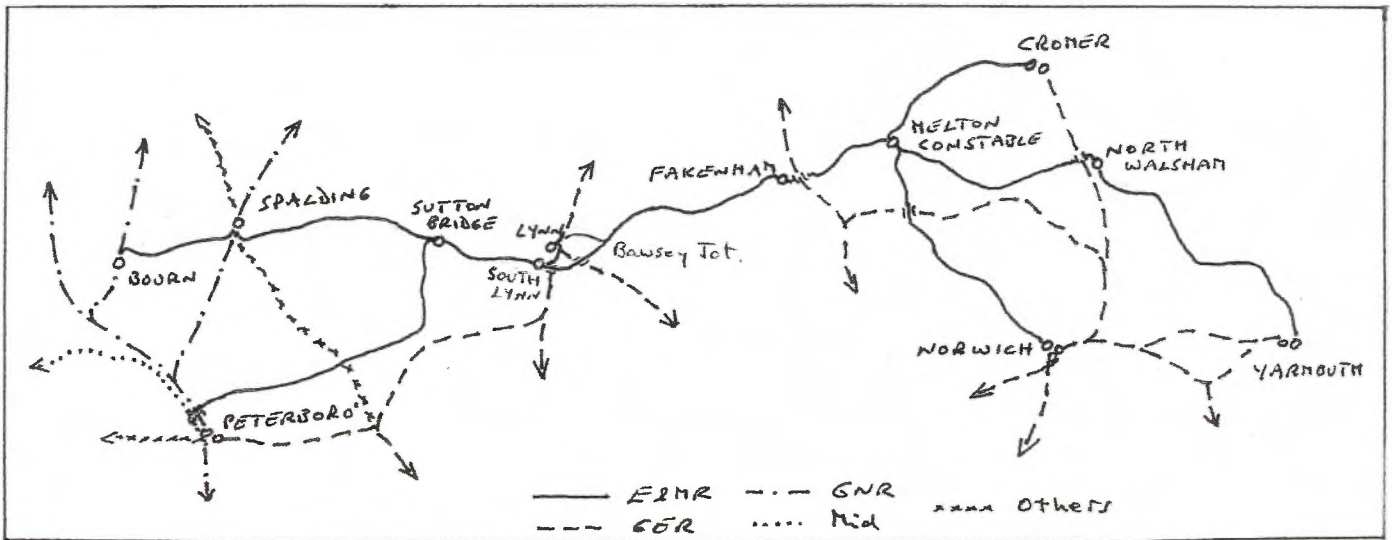 CROMER
MELTON
CONSTABLE
NORTH
WALSHAM
FAKENHAM
SPALDING
SUTTON
BRIDGE
LYNN
Bawsey Jct.
SOUTH
LYNN
BOURN
NORWICH
YARMOUTH
PETERBORO'
E&MR
GNR
Others
GER
Mid